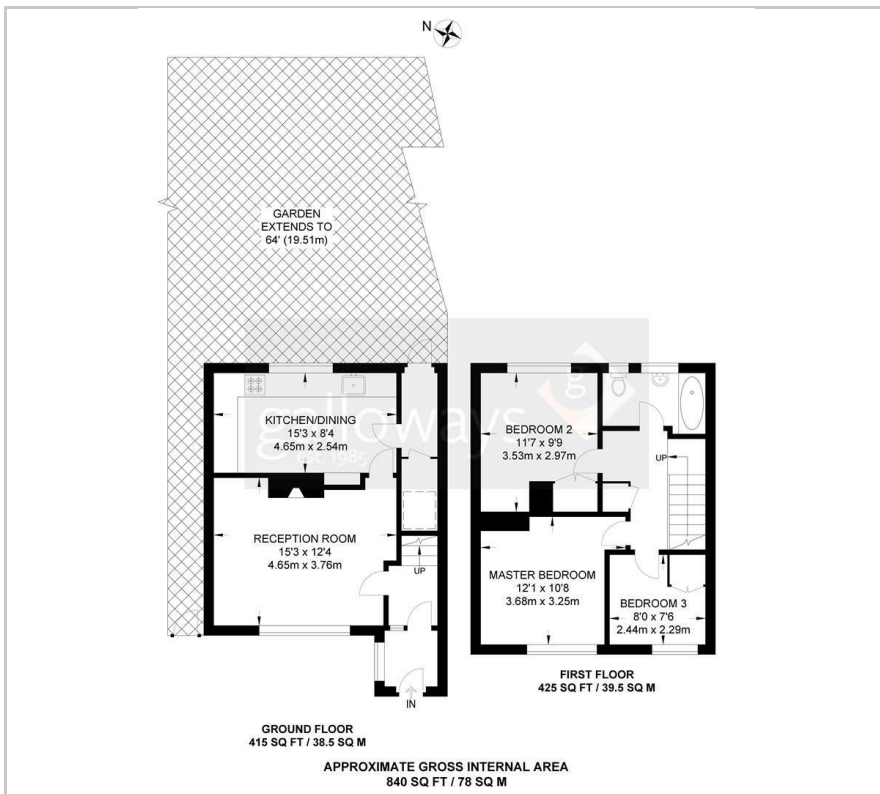 N
GARDEN
EXTENDS TO
64' (19.51m)
KITCHEN/DINING
15'3 x 8'4
4.65m x 2.54m
galloways
est. 1985
g
RECEPTION ROOM
15'3 x 12'4
4.65m x 3.76m
UP
IN
GROUND FLOOR
415 SQ FT / 38.5 SQ M
BEDROOM 2
11'7 x 9'9
3.53m x 2.97m
UP
MASTER BEDROOM
12'1 x 10'8
3.68m x 3.25m
BEDROOM 3
8'0 x 7'6
2.44m x 2.29m
FIRST FLOOR
425 SQ FT / 39.5 SQ M
APPROXIMATE GROSS INTERNAL AREA
840 SQ FT / 78 SQ M